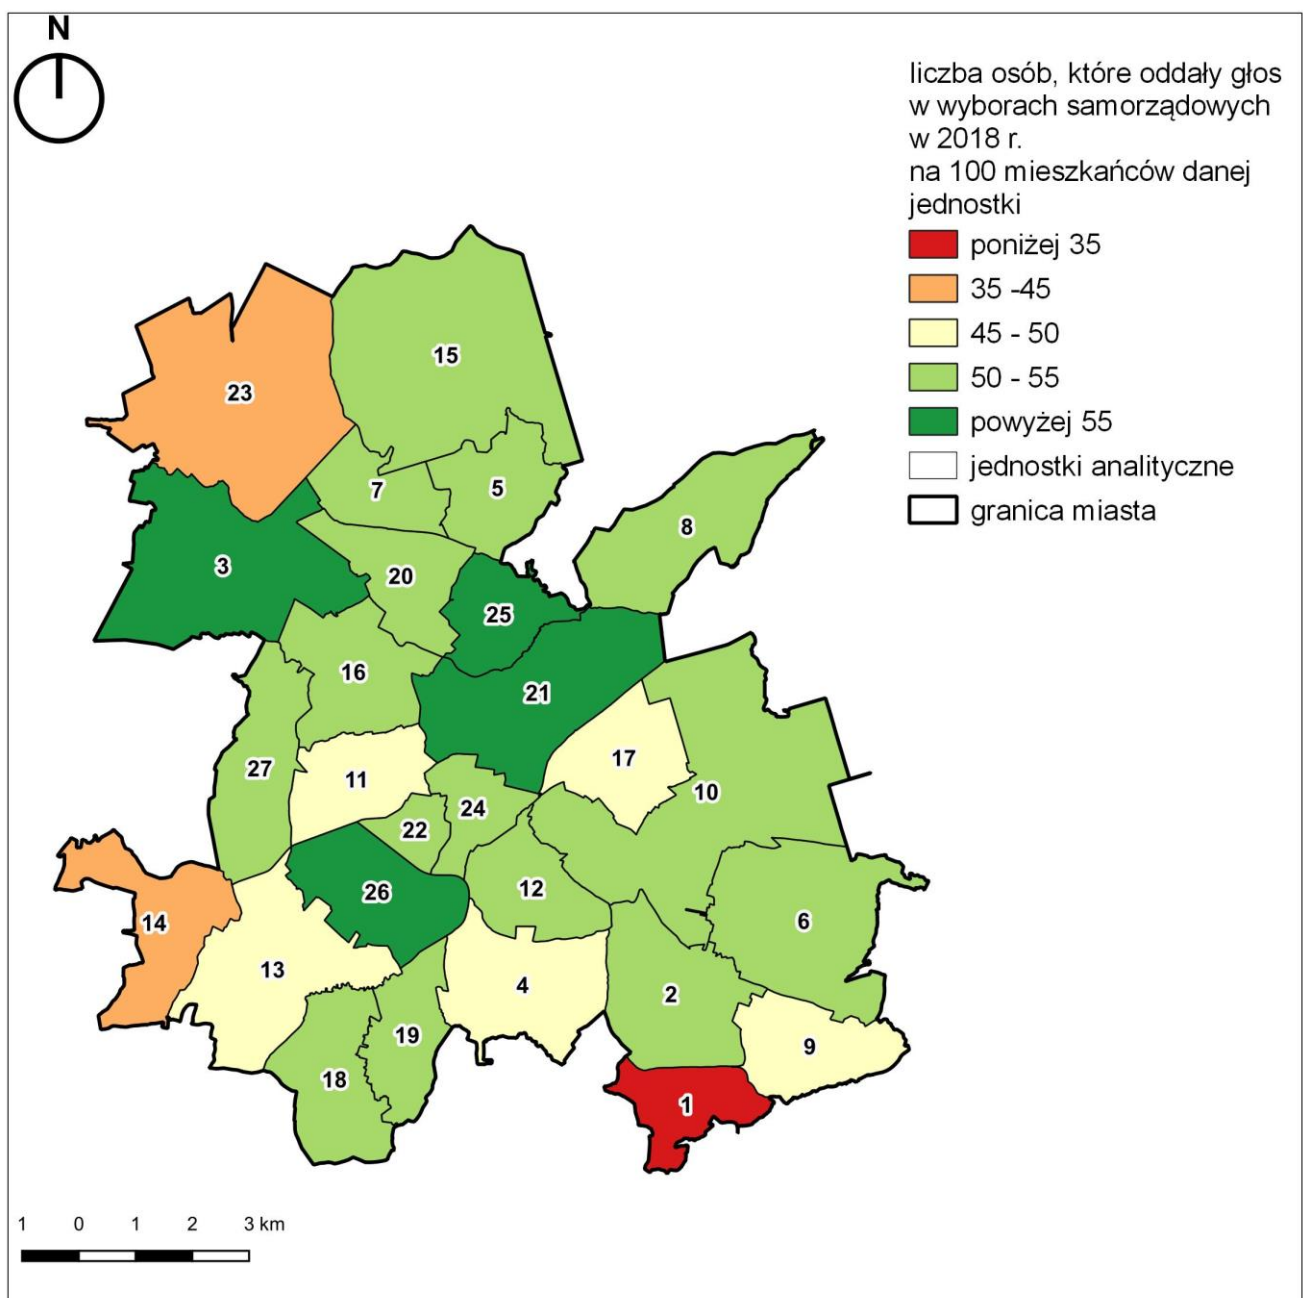 N
liczba osób, które oddały głos
w wyborach samorządowych
w 2018 r.
na 100 mieszkańców danej
jednostki
poniżej 35
35 -45
45 - 50
50 - 55
powyżej 55
jednostki analityczne
granica miasta
15
23
7
5
8
3
20
25
16
21
27
11
17
10
24
22
26
12
14
6
13
4
2
19
9
18
1
1 0 1 2 3 km